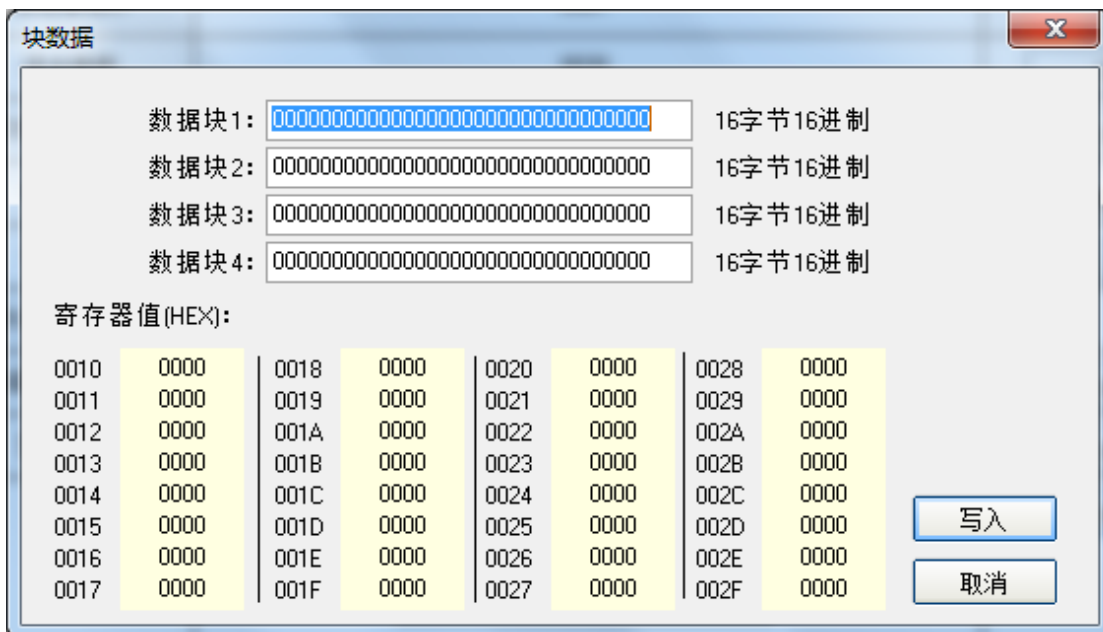 块数据
数据块1: 00000000000000000000000000000000 16字节16进制
数据块2: 00000000000000000000000000000000 16字节16进制
数据块3: 00000000000000000000000000000000 16字节16进制
数据块4: 00000000000000000000000000000000 16字节16进制
寄存器值(HEX):
0010 0000 0018 0000 0020 0000 0028 0000
0011 0000 0019 0000 0021 0000 0029 0000
0012 0000 001A 0000 0022 0000 002A 0000
0013 0000 001B 0000 0023 0000 002B 0000
0014 0000 001C 0000 0024 0000 002C 0000
0015 0000 001D 0000 0025 0000 002D 0000
0016 0000 001E 0000 0026 0000 002E 0000
0017 0000 001F 0000 0027 0000 002F 0000
写入
取消